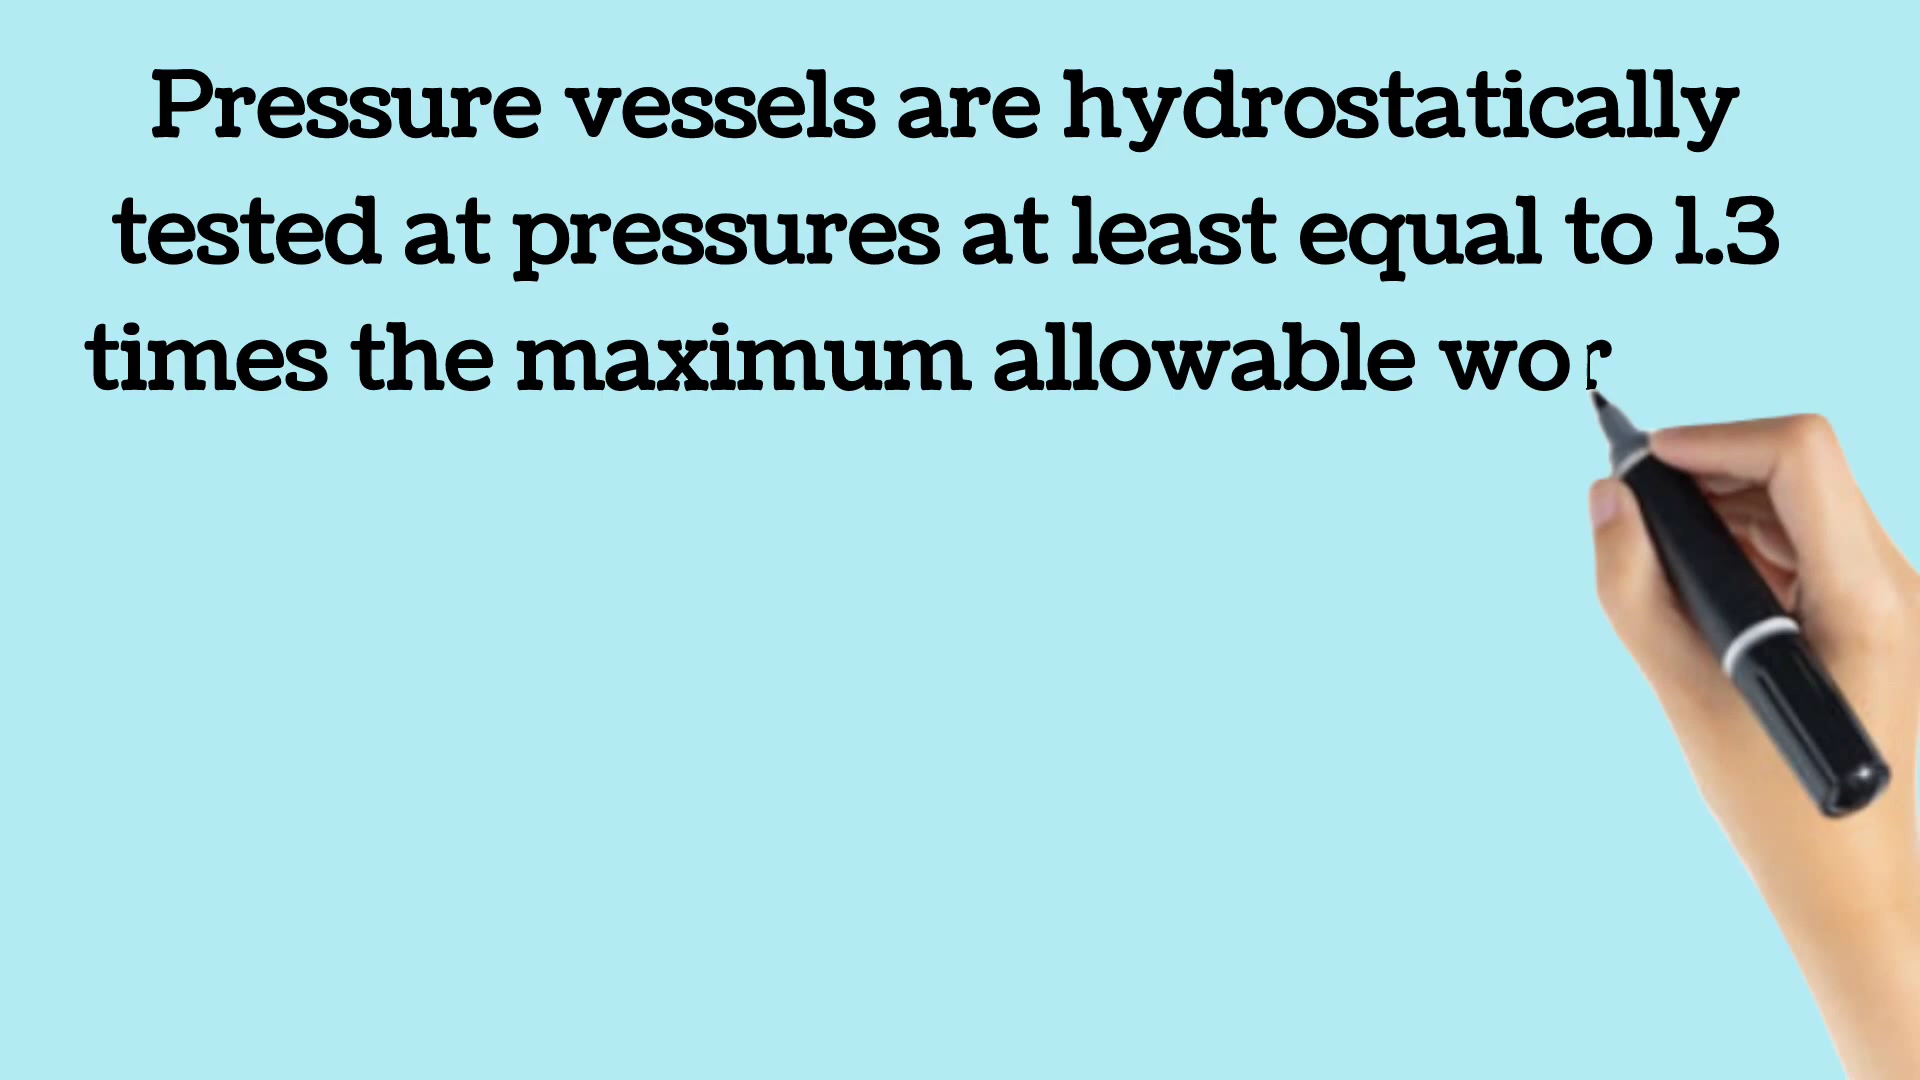 Pressure vessels are hydrostatically
tested at pressures at least equal to 1.3
times the maximum allowable wor